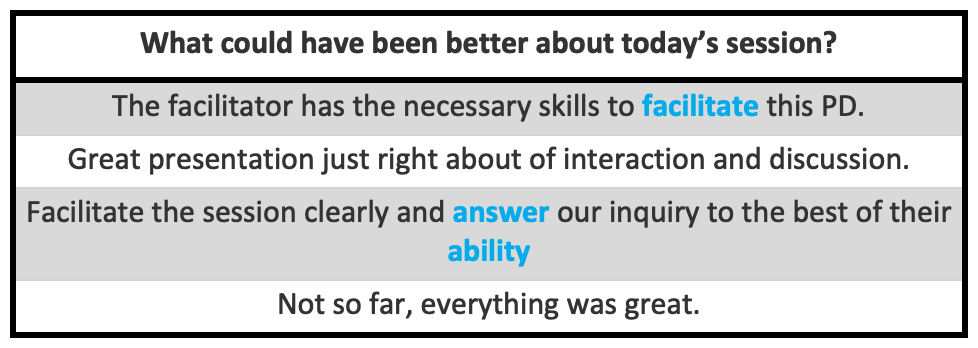 What could have been better about today’s session?
The facilitator has the necessary skills to facilitate this PD.
Great presentation just right about of interaction and discussion.
Facilitate the session clearly and answer our inquiry to the best of their
ability
Not so far, everything was great.